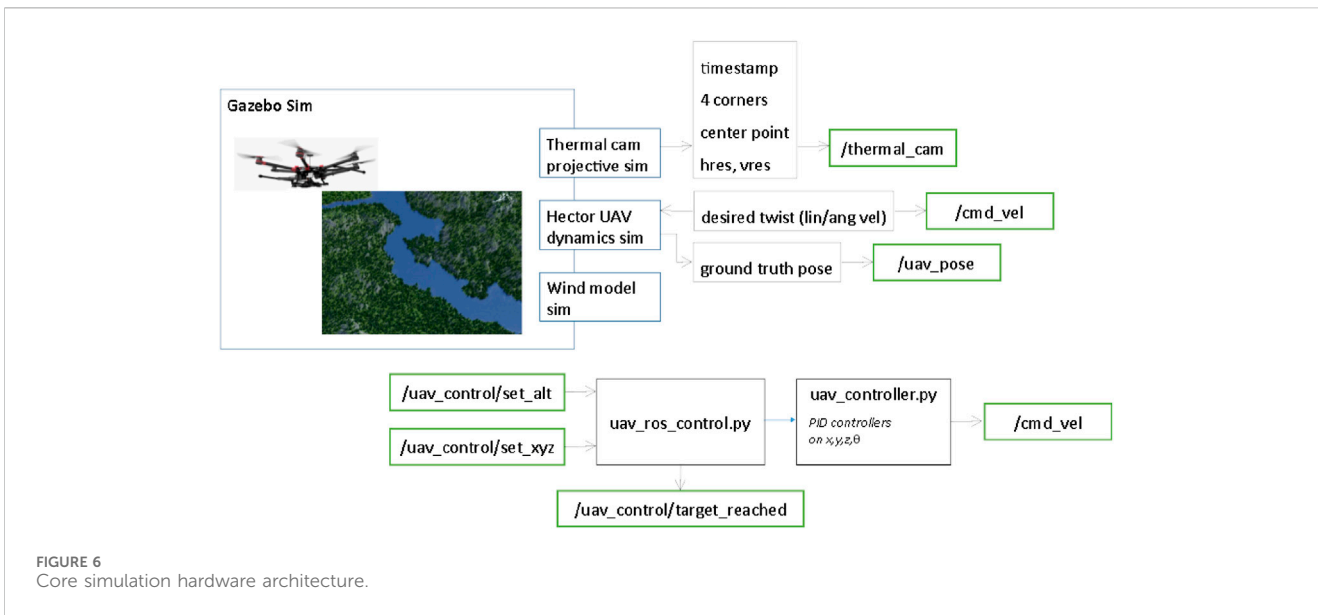 Gazebo Sim
Thermal cam
projective sim
timestamp
4 corners
center point
hres, vres
/thermal_cam
Hector UAV
dynamics sim
desired twist (lin/ang vel)
/cmd_vel
ground truth pose
/uav_pose
Wind model
sim
/uav_control/set_alt
/uav_control/set_xyz
uav_ros_control.py
uav_controller.py
PID controllers
on x,y,z,θ
/cmd_vel
/uav_control/target_reached
FIGURE 6
Core simulation hardware architecture.